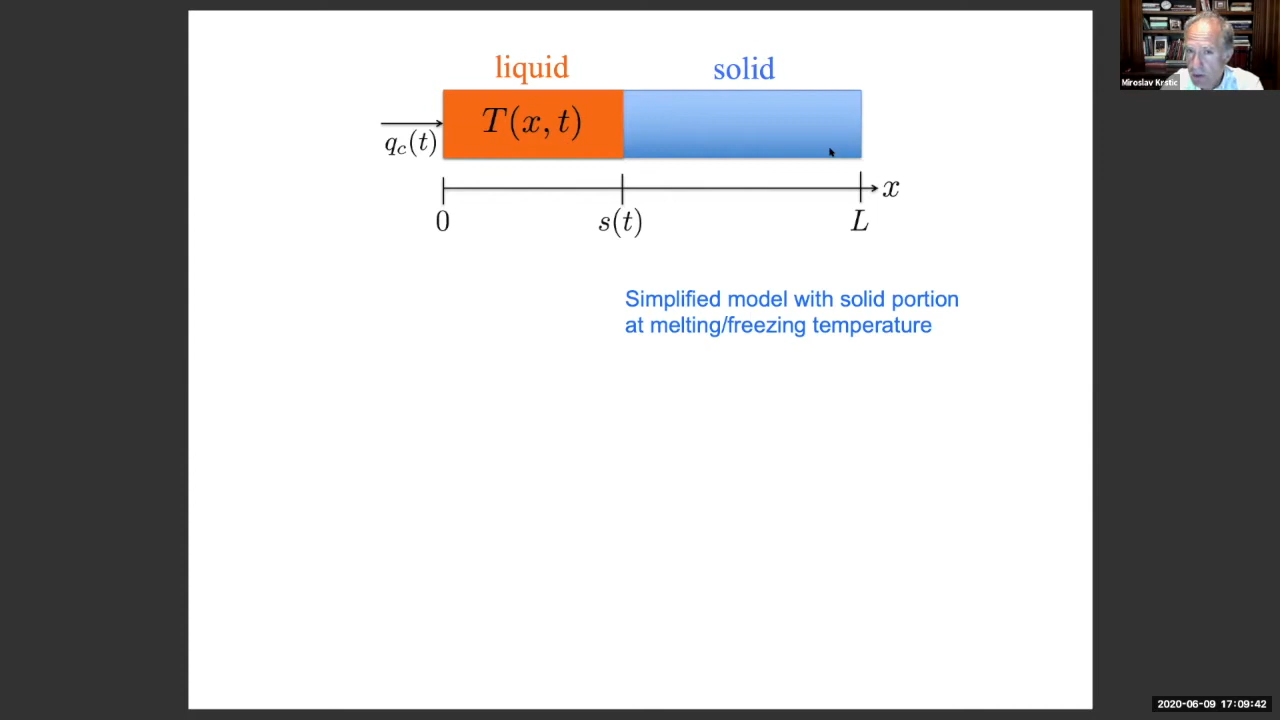 liquid
solid
T(x, t)
q_c(t)
x
0
s(t)
L
Simplified model with solid portion
at melting/freezing temperature
Miroslav Krstic
2020-06-09 17:09:42